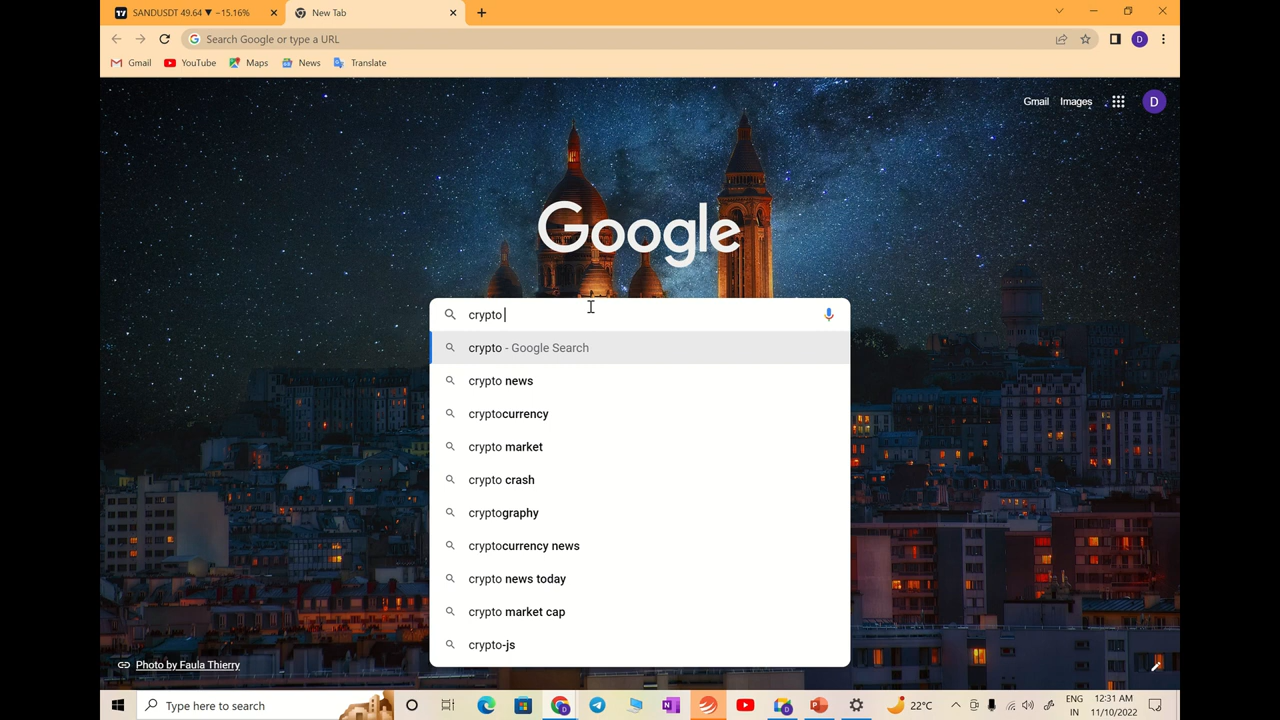 SANDUSDT 49.64 ▼ −15.16%
New Tab
Search Google or type a URL
D
Gmail
YouTube
Maps
News
Translate
Gmail
Images
D
Google
crypto
crypto - Google Search
crypto news
cryptocurrency
crypto market
crypto crash
cryptography
cryptocurrency news
crypto news today
crypto market cap
crypto-js
Photo by Faula Thierry
Type here to search
22°C
ENG
IN
12:31 AM
11/10/2022